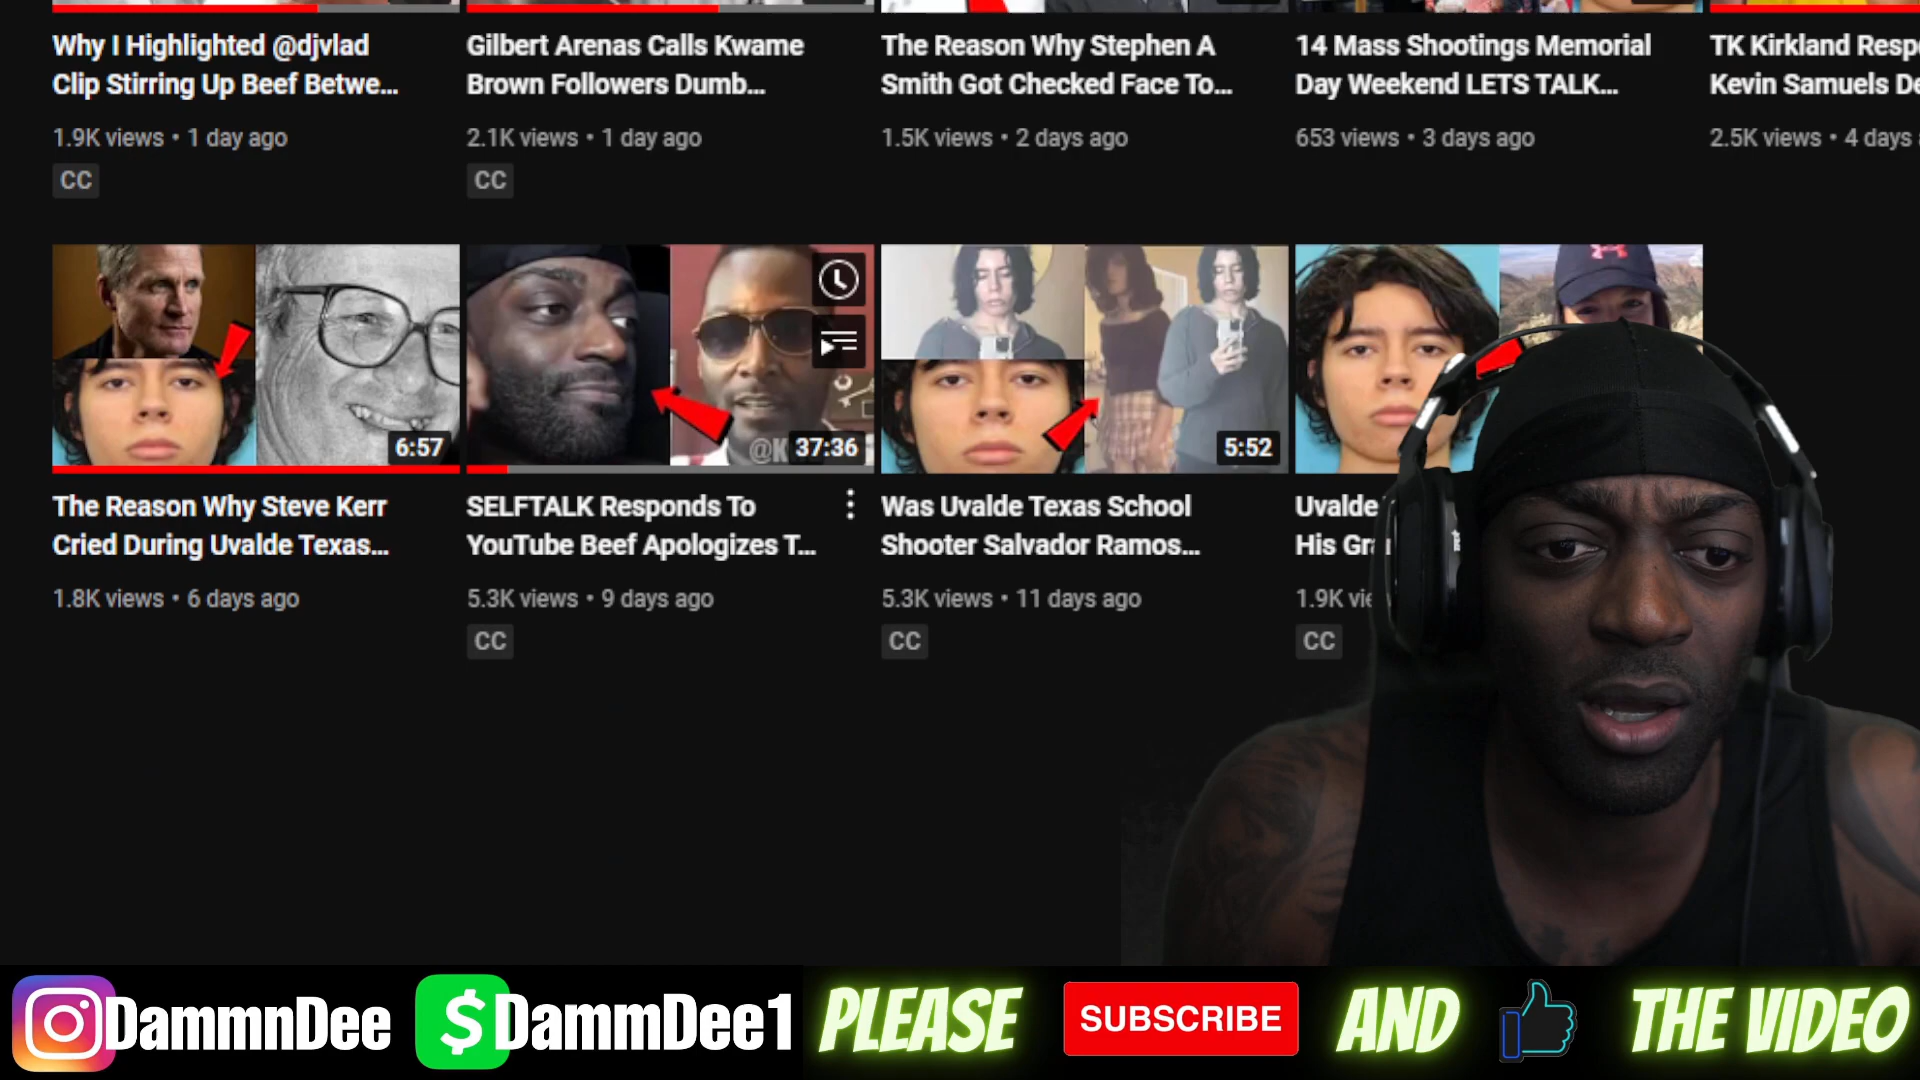 Why I Highlighted @djvlad
Clip Stirring Up Beef Betwe...
1.9K views • 1 day ago
CC
Gilbert Arenas Calls Kwame
Brown Followers Dumb...
2.1K views • 1 day ago
CC
The Reason Why Stephen A
Smith Got Checked Face To...
1.5K views • 2 days ago
14 Mass Shootings Memorial
Day Weekend LETS TALK...
653 views • 3 days ago
TK Kirkland Resp
Kevin Samuels De
2.5K views • 4 days
6:57
The Reason Why Steve Kerr
Cried During Uvalde Texas...
1.8K views • 6 days ago
@K
37:36
SELFTALK Responds To
YouTube Beef Apologizes T...
5.3K views • 9 days ago
CC
5:52
Was Uvalde Texas School
Shooter Salvador Ramos...
5.3K views • 11 days ago
CC
Uvalde
His Gra
1.9K vie
CC
DammnDee
$ DammDee1
PLEASE SUBSCRIBE AND THE VIDEO